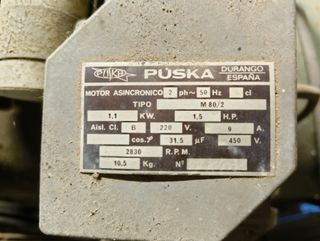 PUSKA PÚSKA DURANGO
ESPAÑA
MOTOR ASINCRONICO 2 ph~ 50 Hz cl
TIPO M 80/2
1,1 KW. 1,5 H.P.
Aisl. Cl. B 220 V. 9 A.
cos.φ 31,5 µF 450 V.
2830 R.P.M.
10,5 Kg. Nº